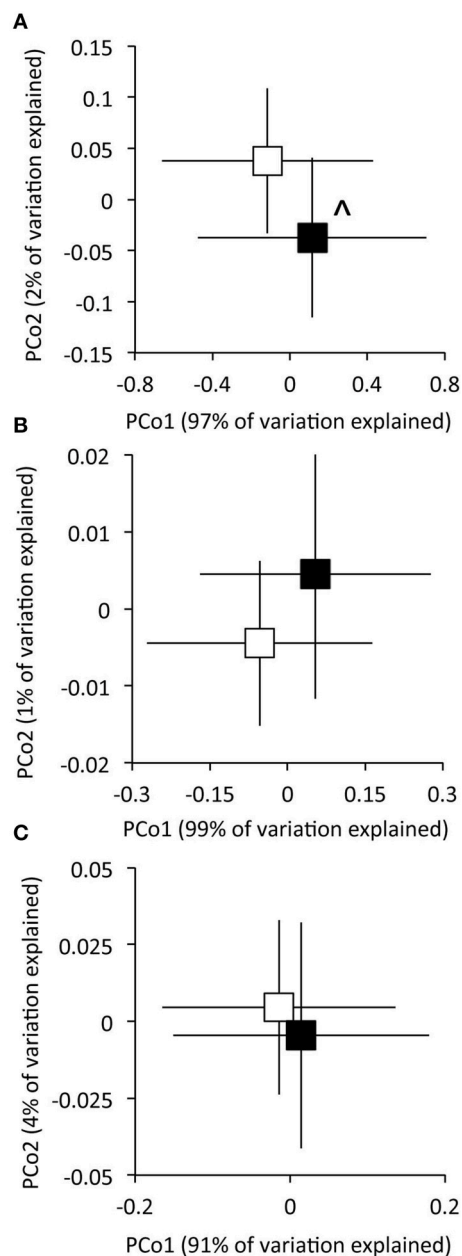 A
PCo2 (2% of variation explained)
0.15
0.1
0.05
0
-0.05
-0.1
-0.15
^
-0.8 -0.4 0 0.4 0.8
PCo1 (97% of variation explained)
B
PCo2 (1% of variation explained)
0.02
0.01
0
-0.01
-0.02
-0.3 -0.15 0 0.15 0.3
PCo1 (99% of variation explained)
C
PCo2 (4% of variation explained)
0.05
0.025
0
-0.025
-0.05
-0.2 0 0.2
PCo1 (91% of variation explained)